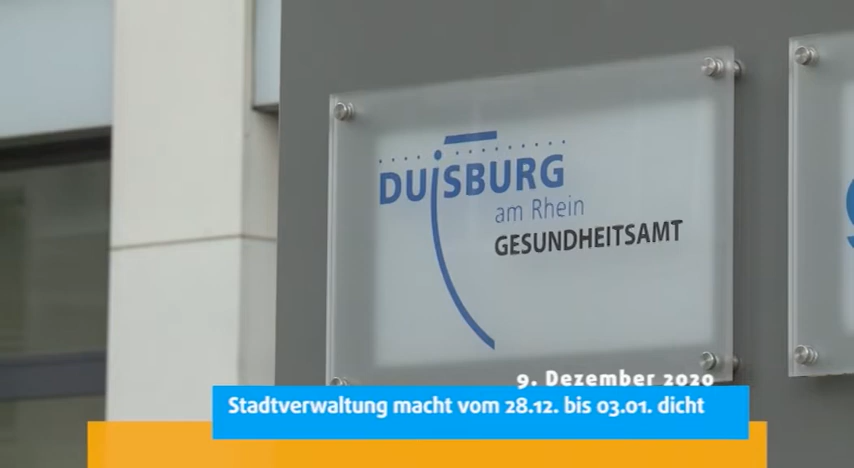 DUISBURG
am Rhein
GESUNDHEITSAMT
9. Dezember 2020
Stadtverwaltung macht vom 28.12. bis 03.01. dicht